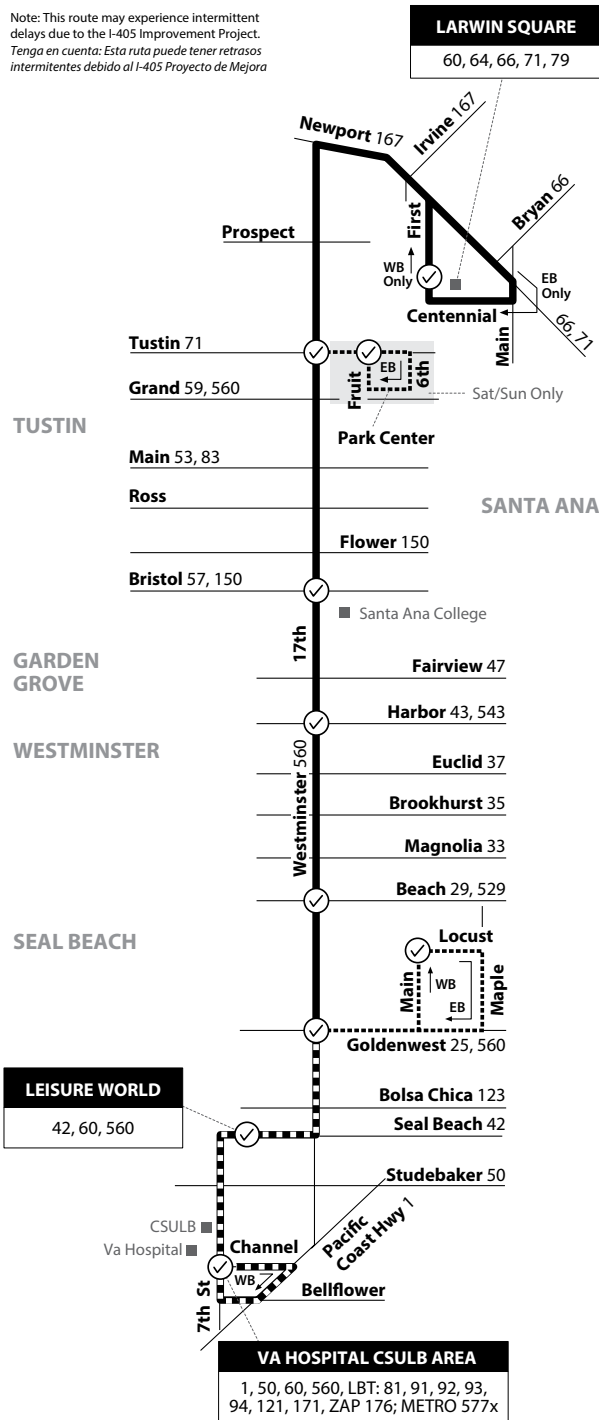 Note: This route may experience intermittent
delays due to the I-405 Improvement Project.
Tenga en cuenta: Esta ruta puede tener retrasos
intermitentes debido al I-405 Proyecto de Mejora
LARWIN SQUARE
60, 64, 66, 71, 79
Newport 167
Irvine 167
Bryan 66
First
Prospect
WB
Only
EB
Only
Centennial
Main
66, 71
Tustin 71
EB
Fruit
6th
Grand 59, 560
Sat/Sun Only
TUSTIN
Park Center
Main 53, 83
Ross
SANTA ANA
Flower 150
Bristol 57, 150
Santa Ana College
17th
GARDEN
GROVE
Fairview 47
Harbor 43, 543
WESTMINSTER
Westminster 560
Euclid 37
Brookhurst 35
Magnolia 33
Beach 29, 529
SEAL BEACH
Locust
Main
WB
EB
Maple
Goldenwest 25, 560
LEISURE WORLD
42, 60, 560
Bolsa Chica 123
Seal Beach 42
Studebaker 50
CSULB
Va Hospital
Channel
Pacific
Coast Hwy 1
WB
7th St
Bellflower
VA HOSPITAL CSULB AREA
1, 50, 60, 560, LBT: 81, 91, 92, 93,
94, 121, 171, ZAP 176; METRO 577x